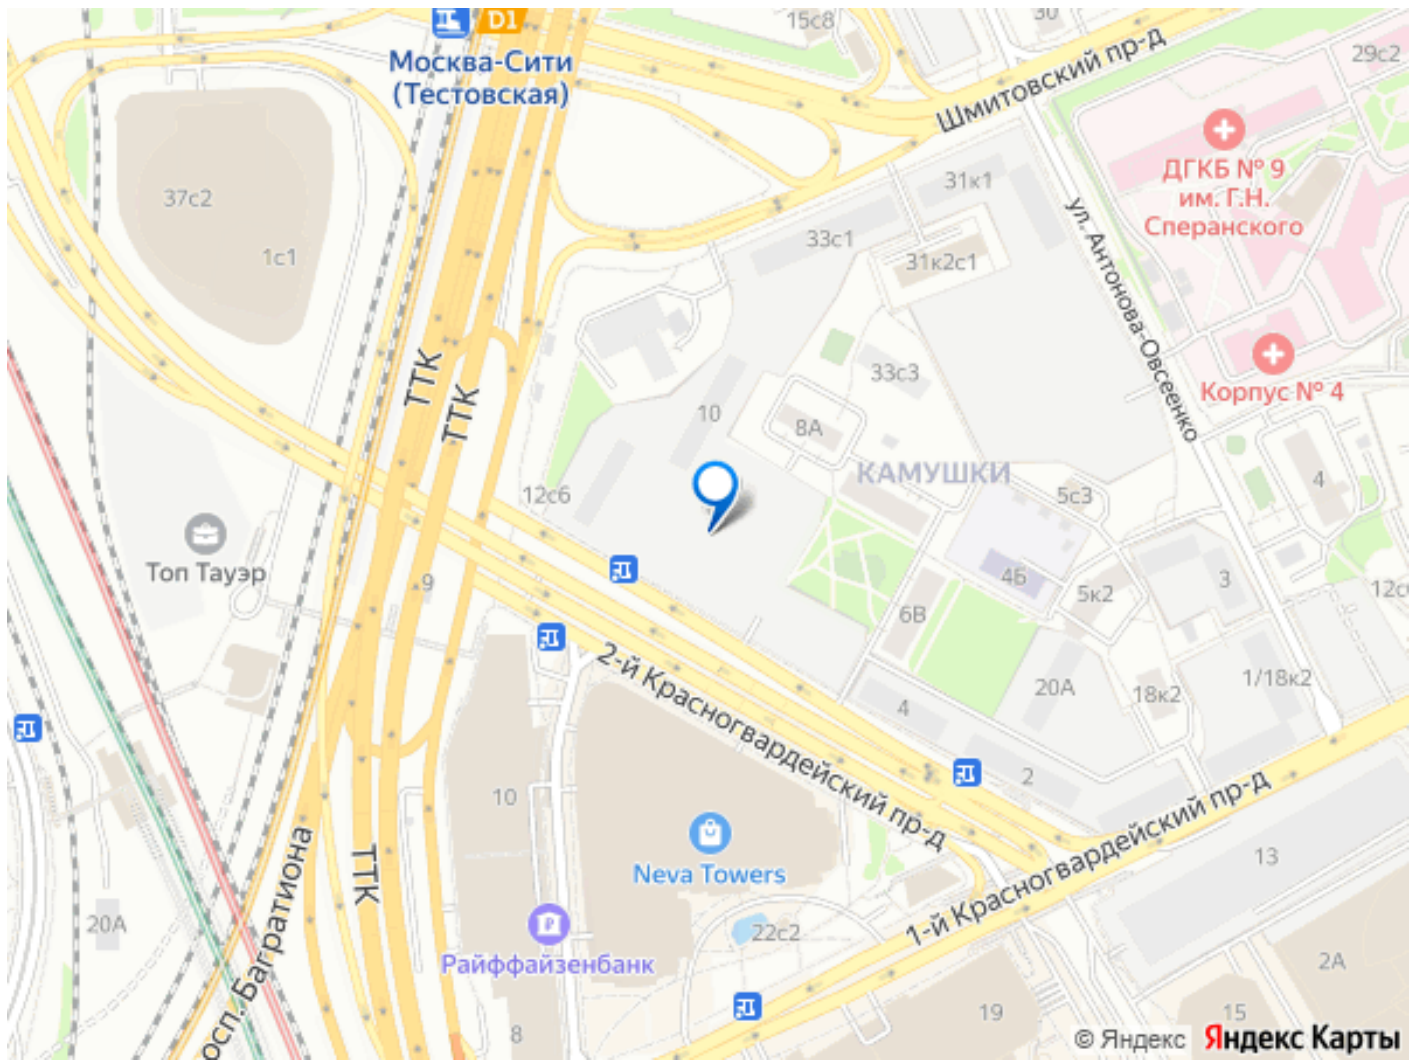 D1
Москва-Сити
(Тестовская)
15с8
30
29с2
Шмитовский пр-д
ДГКБ № 9
им. Г.Н.
Сперанского
37с2
1с1
31к1
33с1
31к2с1
ул. Антонова-Овсеенко
Корпус № 4
ТТК
ТТК
33с3
10
8А
КАМУШКИ
12с6
5с3
4
Топ Тауэр
9
4Б
5к2
3
6В
2-й Красногвардейский пр-д
20А
18к2
1/18к2
4
2
10
Neva Towers
1-й Красногвардейский пр-д
13
ТТК
20А
22с2
Райффайзенбанк
2А
19
15
8
© Яндекс
Яндекс Карты